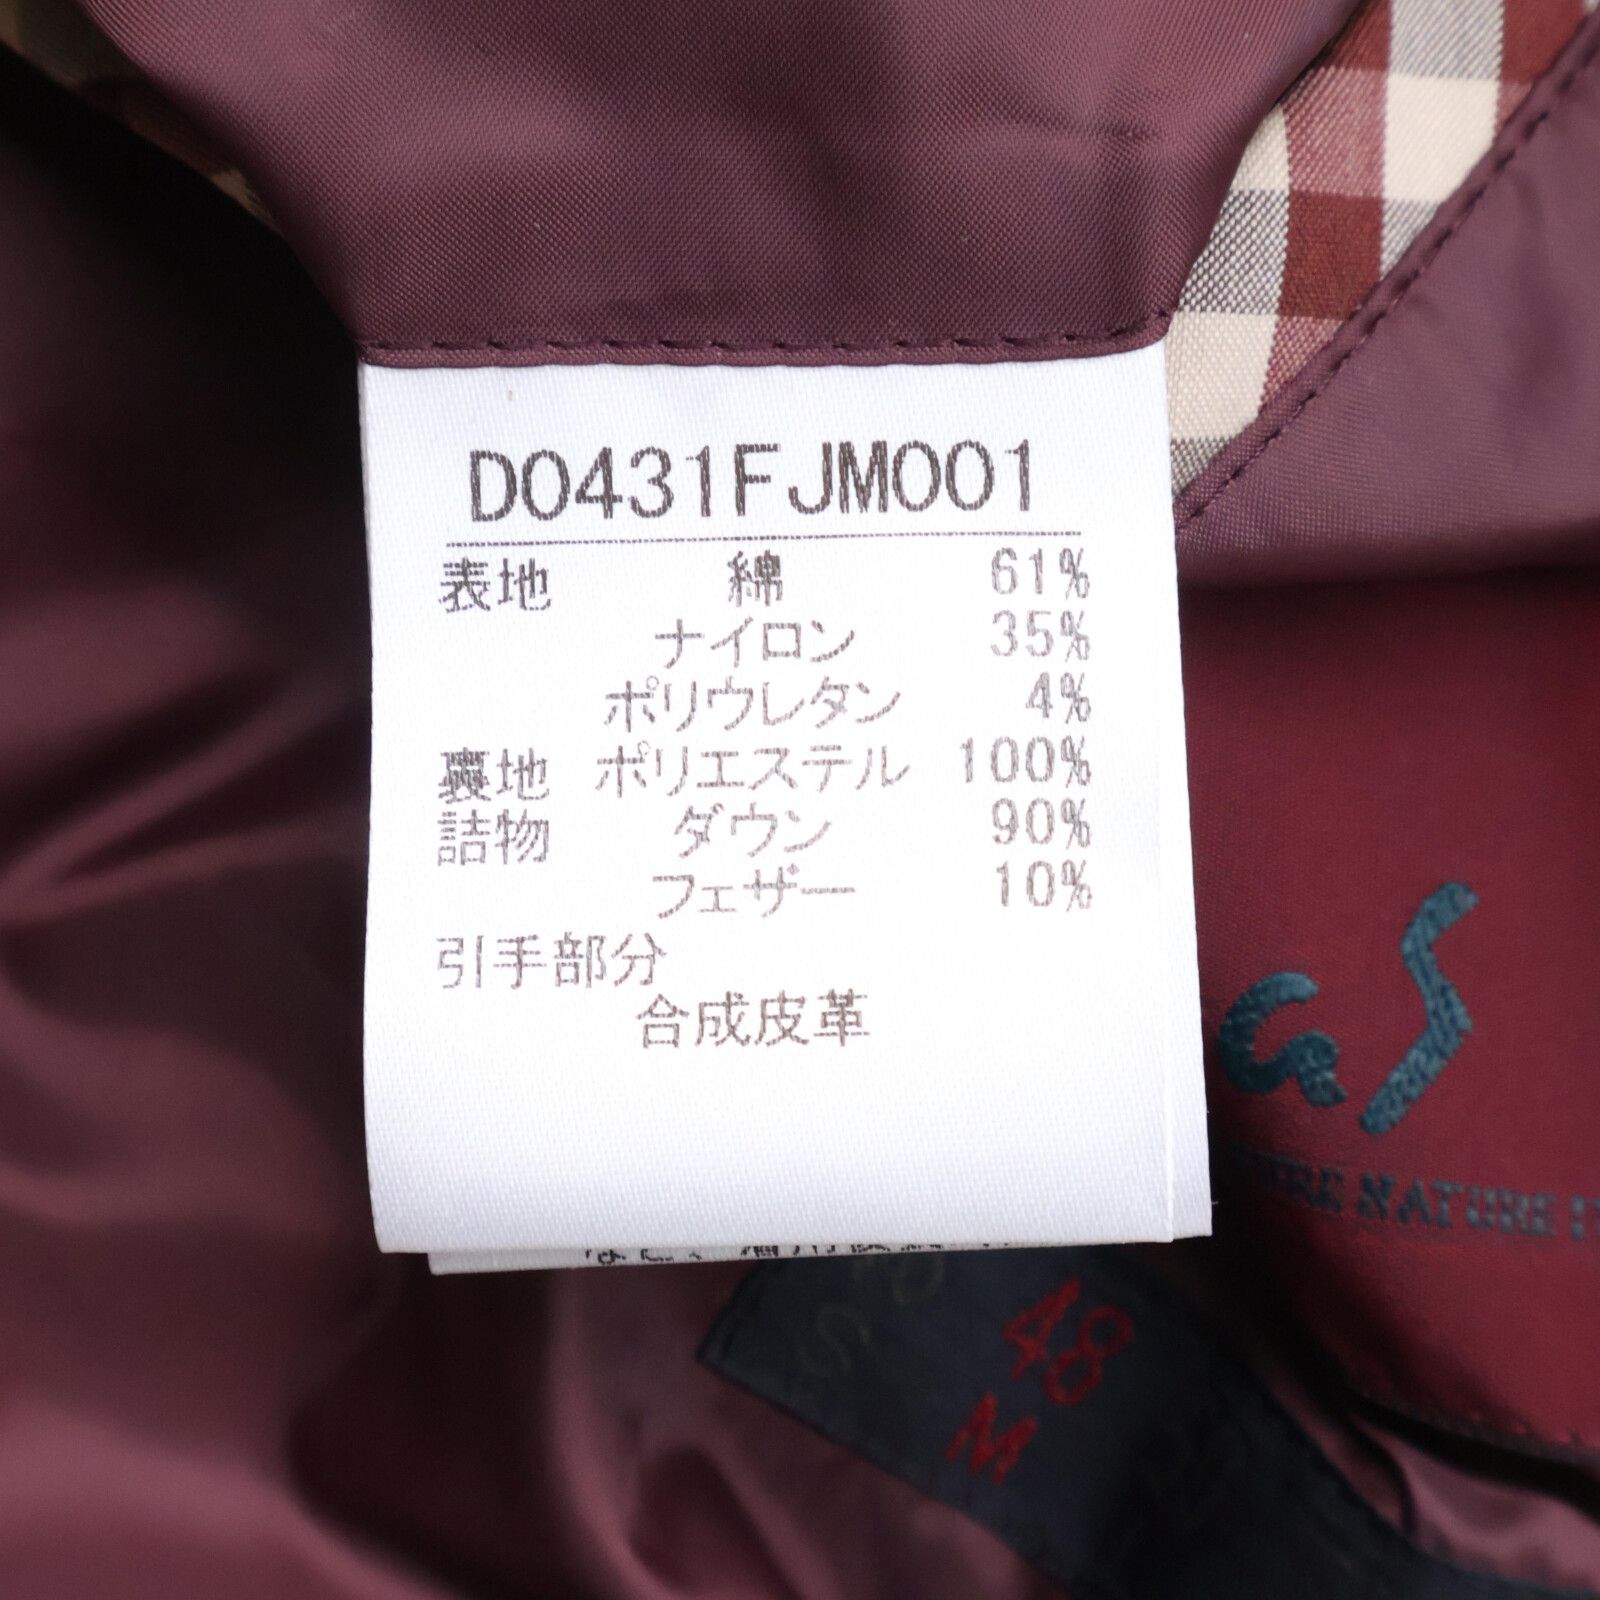 D0431FJM001
表地 綿 61%
ナイロン 35%
ポリウレタン 4%
裏地 ポリエステル 100%
詰物 ダウン 90%
フェザー 10%
引手部分
合成皮革
aS
NATURE
48
M